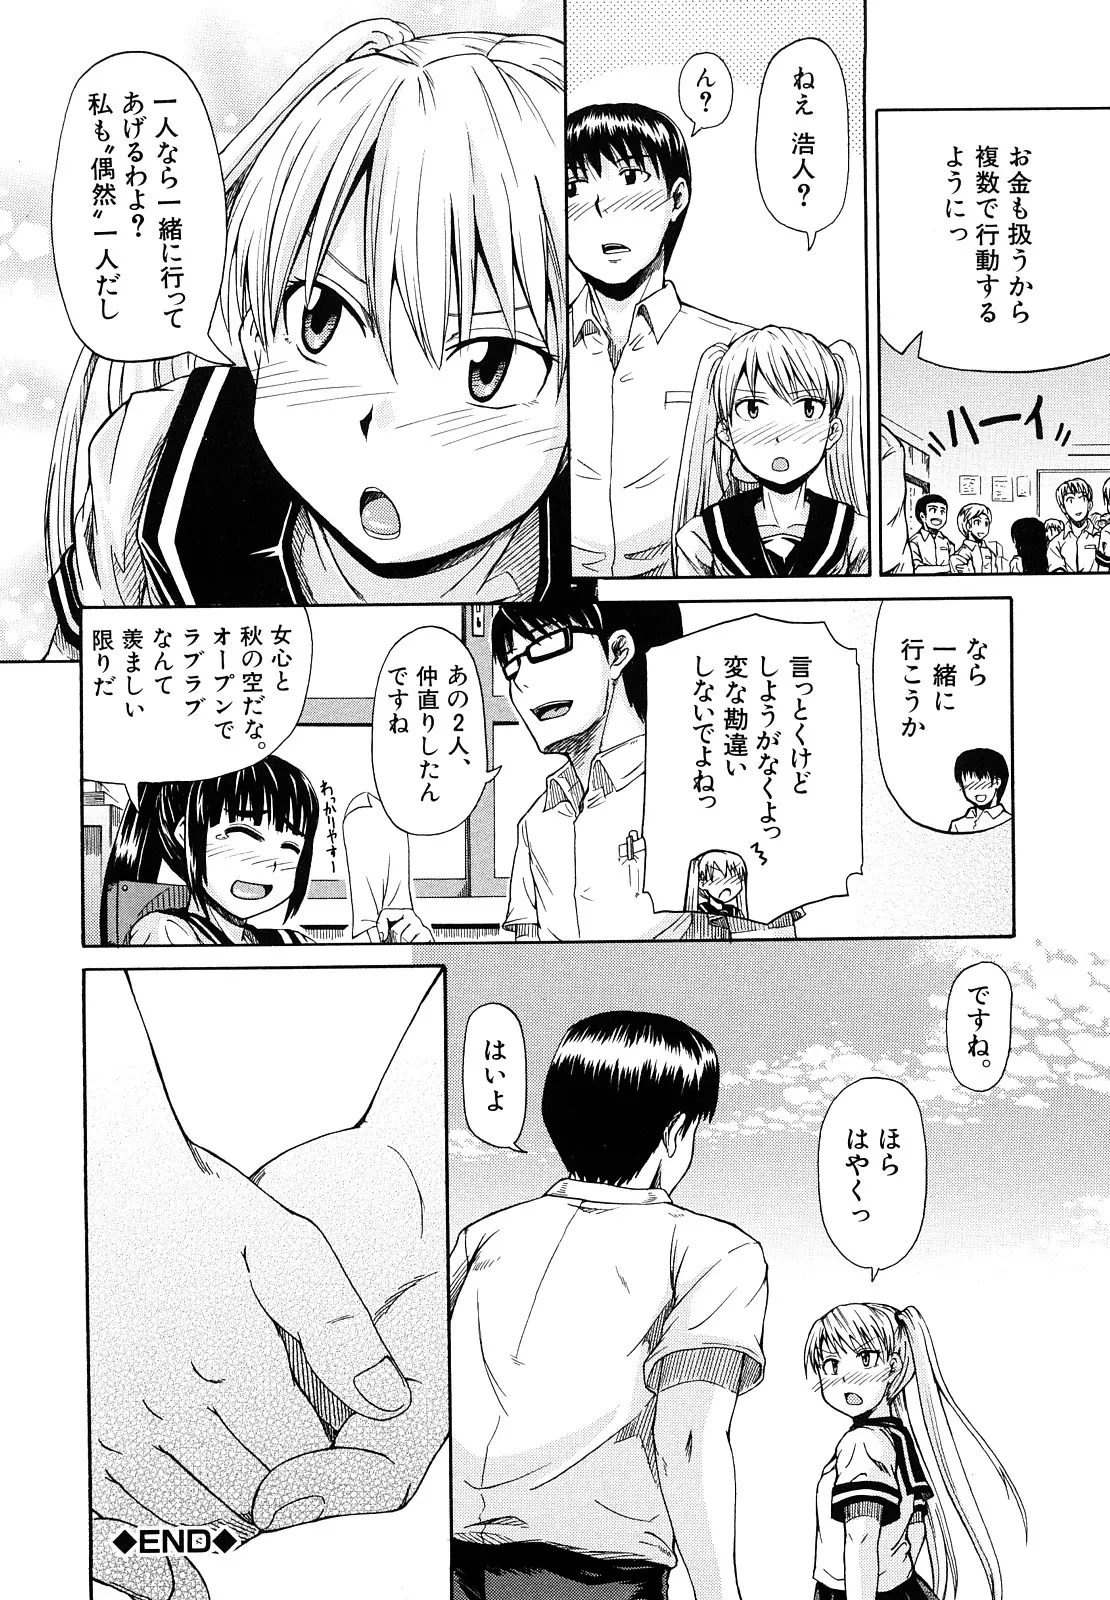 お金も扱うから
複数で行動する
ようにっ
ハーイ
ねぇ 浩人?
ん?
一人なら一緒に行って
あげるわよ?
私も〝偶然〟一人だし
なら
一緒に
行こうか
言っとくけど
しようがなくよっ
変な勘違い
しないでよねっ
あの2人、
仲直りしたん
ですね
女心と
秋の空だな。
オープンで
ラブラブ
なんて
羨ましい
限りだ
わっかりやすー
ですね。
ほら
はやくっ
はいよ
◆END◆